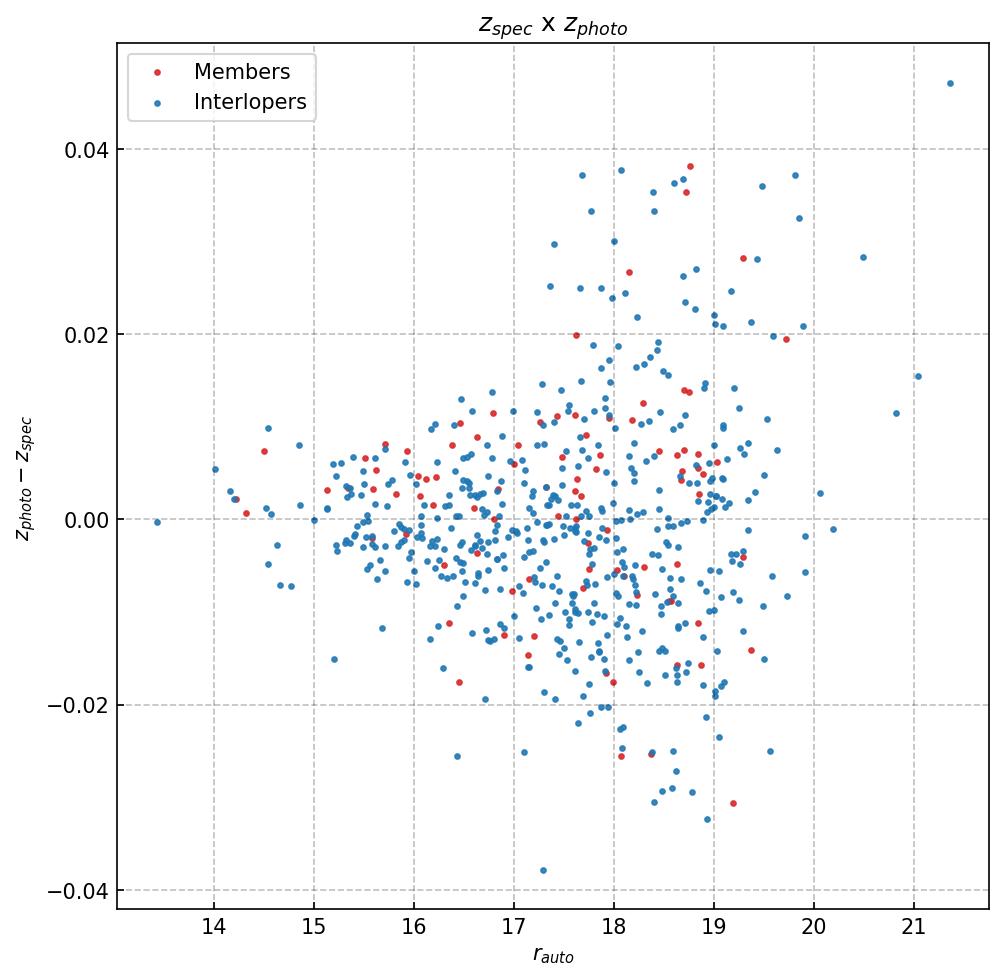 z_spec x z_photo
Members
Interlopers
0.04
0.02
0.00
−0.02
−0.04
z_photo − z_spec
14 15 16 17 18 19 20 21
r_auto